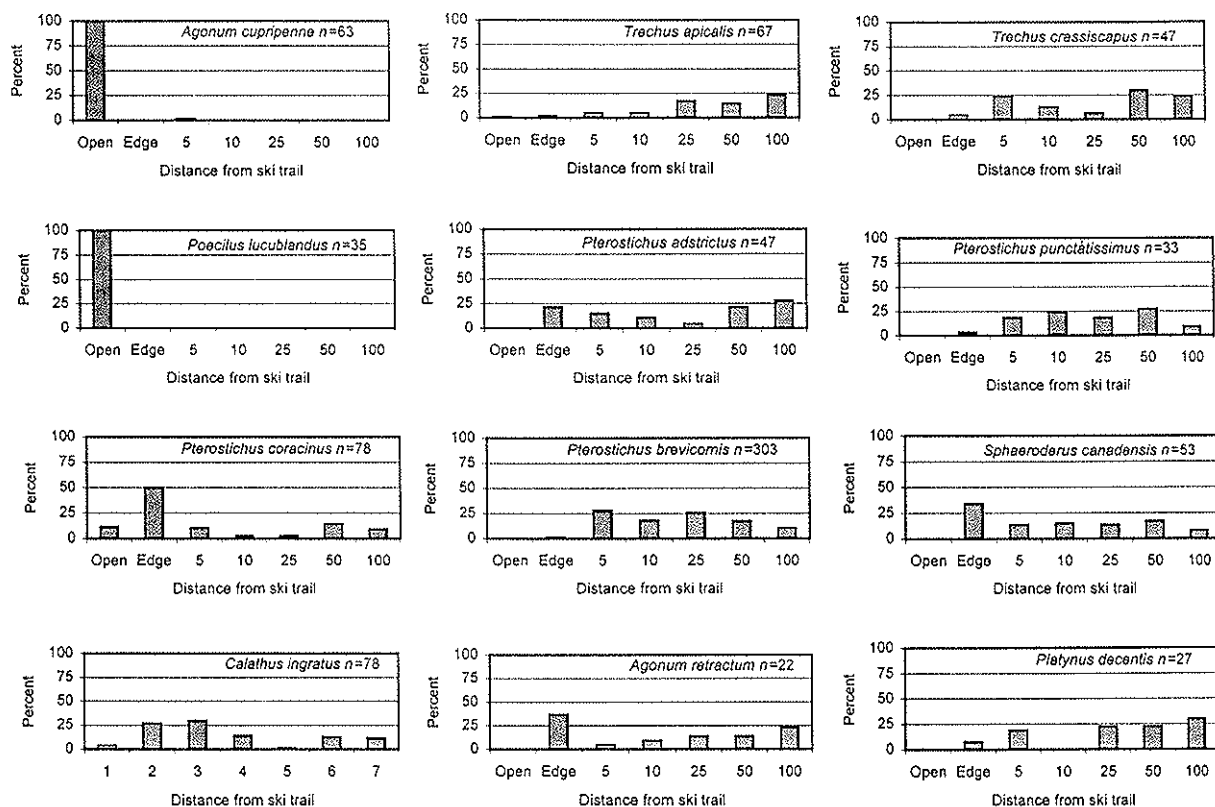 Agonum cupripenne n=63
Percent
100
75
50
25
0
Open Edge 5 10 25 50 100
Distance from ski trail
Trechus apicalis n=67
Percent
100
75
50
25
0
Open Edge 5 10 25 50 100
Distance from ski trail
Trechus crassiscapus n=47
Percent
100
75
50
25
0
Open Edge 5 10 25 50 100
Distance from ski trail
Poecilus lucublandus n=35
Percent
100
75
50
25
0
Open Edge 5 10 25 50 100
Distance from ski trail
Pterostichus adstrictus n=47
Percent
100
75
50
25
0
Open Edge 5 10 25 50 100
Distance from ski trail
Pterostichus punctatissimus n=33
Percent
100
75
50
25
0
Open Edge 5 10 25 50 100
Distance from ski trail
Pterostichus coracinus n=78
Percent
100
75
50
25
0
Open Edge 5 10 25 50 100
Distance from ski trail
Pterostichus brevicornis n=303
Percent
100
75
50
25
0
Open Edge 5 10 25 50 100
Distance from ski trail
Sphaeroderus canadensis n=53
Percent
100
75
50
25
0
Open Edge 5 10 25 50 100
Distance from ski trail
Calathus ingratus n=78
Percent
100
75
50
25
0
1 2 3 4 5 6 7
Distance from ski trail
Agonum retractum n=22
Percent
100
75
50
25
0
Open Edge 5 10 25 50 100
Distance from ski trail
Platynus decentis n=27
Percent
100
75
50
25
0
Open Edge 5 10 25 50 100
Distance from ski trail